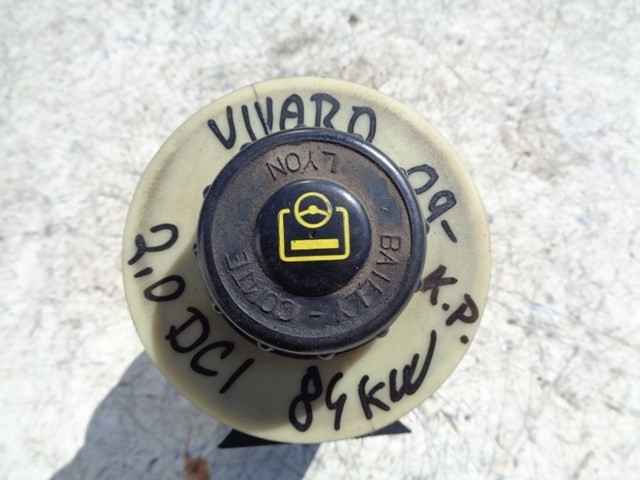 VIVARO 09-
K.P.
2,0 DCI 84 KW
LYON
BAILLY - COMTE